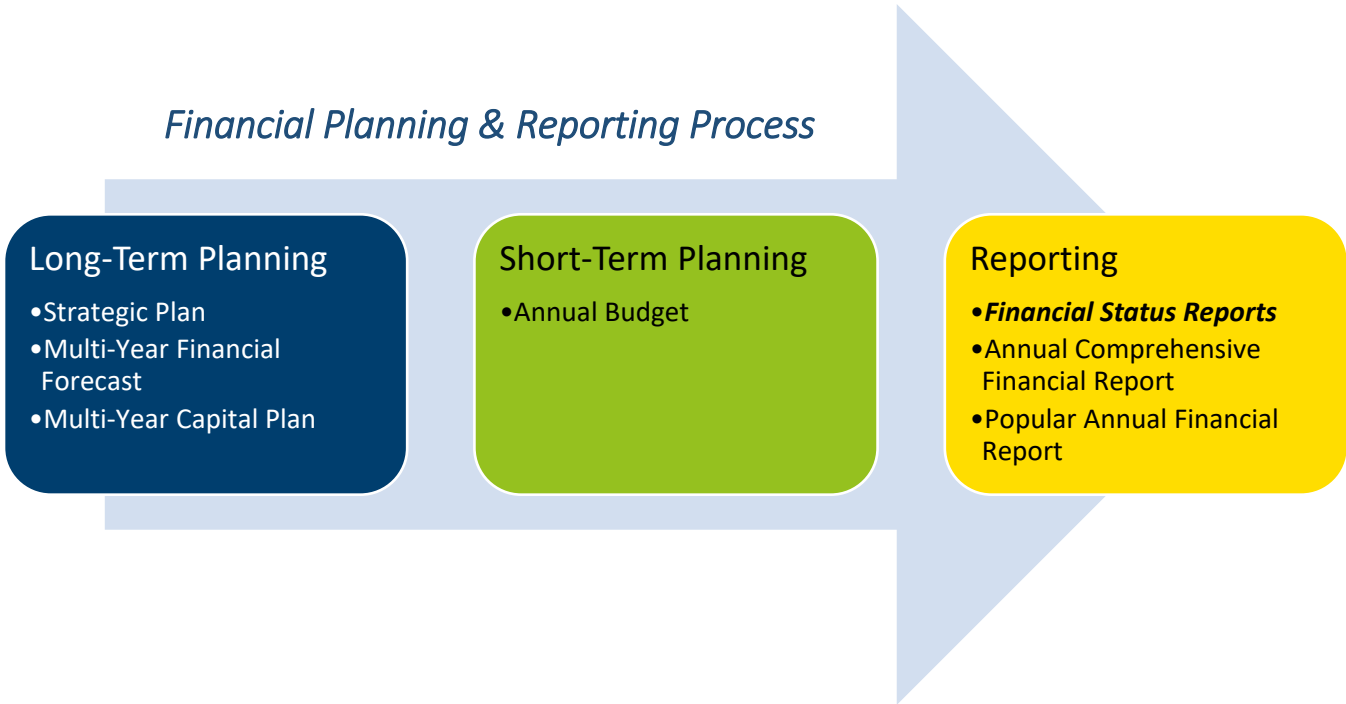 Financial Planning & Reporting Process
Long-Term Planning
•Strategic Plan
•Multi-Year Financial
Forecast
•Multi-Year Capital Plan
Short-Term Planning
•Annual Budget
Reporting
•Financial Status Reports
•Annual Comprehensive
Financial Report
•Popular Annual Financial
Report